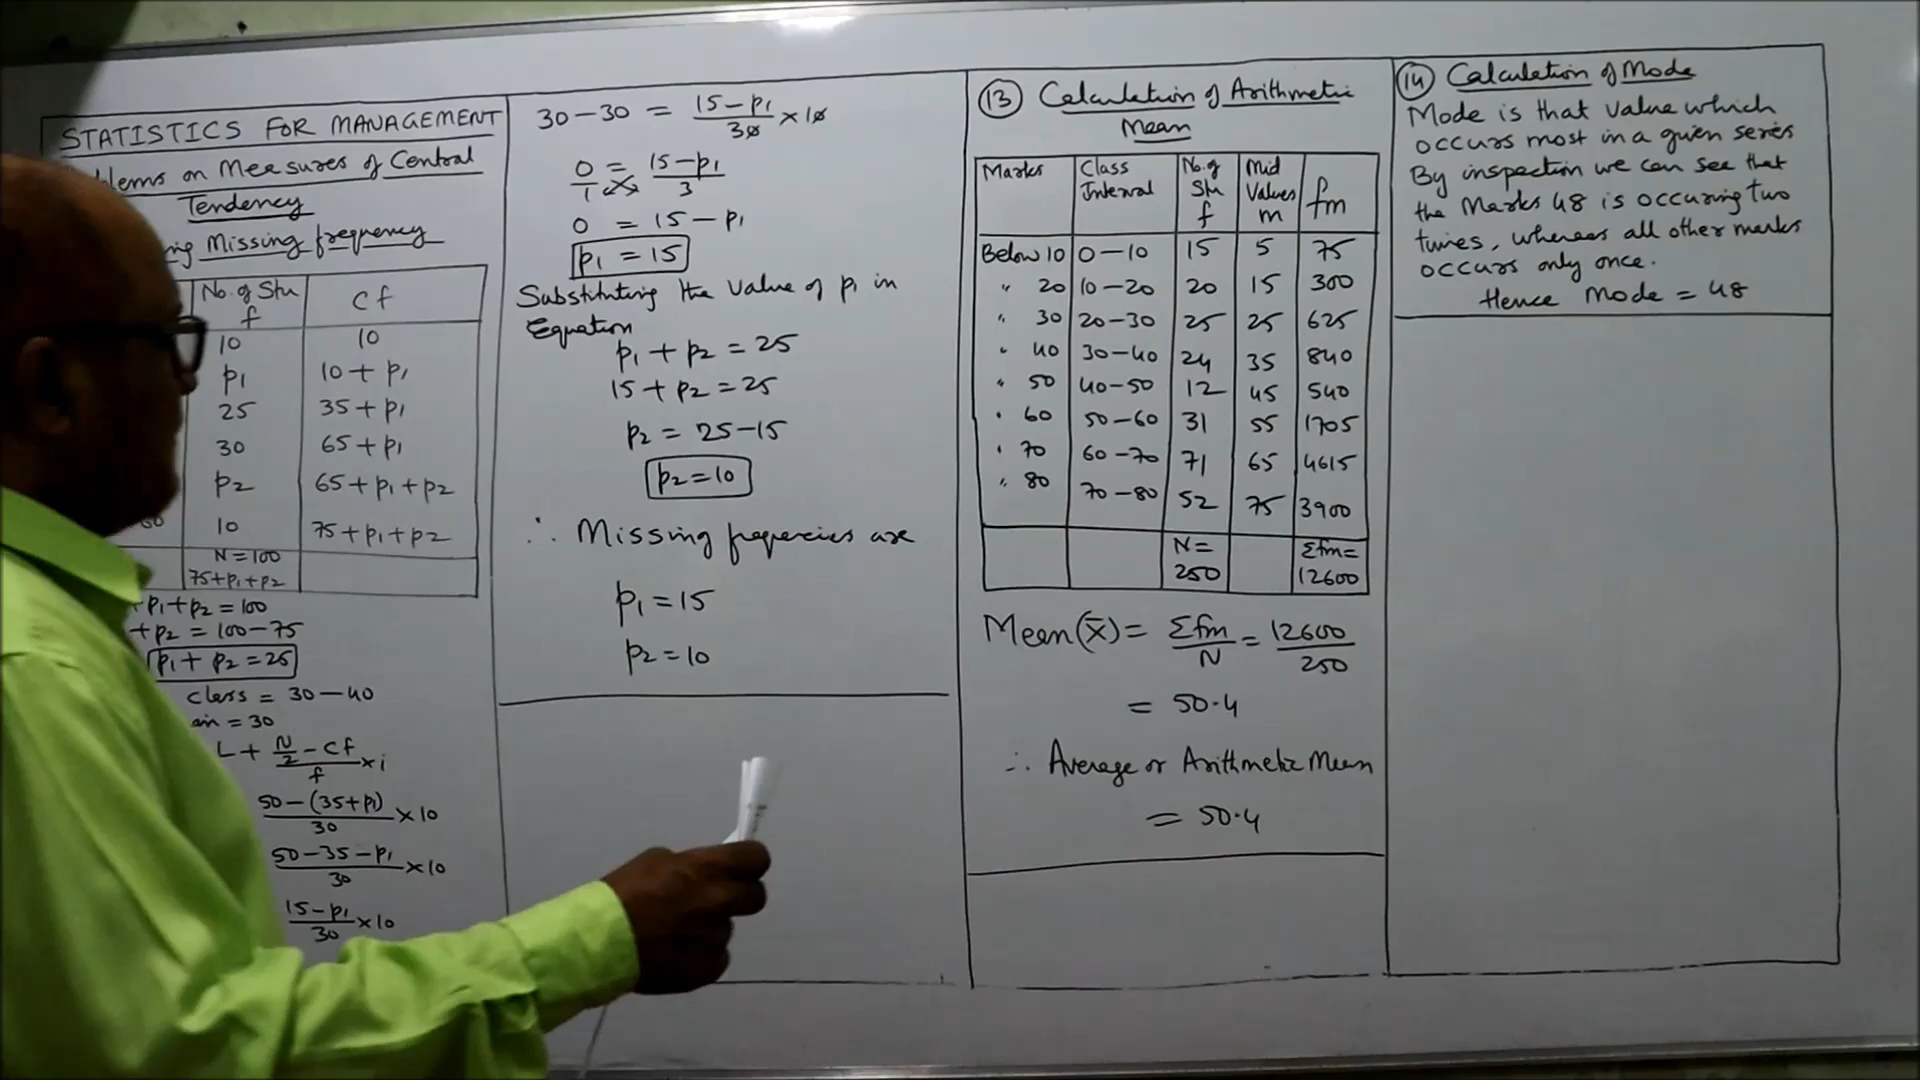 STATISTICS FOR MANAGEMENT
blems on Measures of Central
Tendency
ing Missing frequency
No. of Stu
f
Cf
10 10
p1 10 + p1
25 35 + p1
30 65 + p1
p2 65 + p1 + p2
60 10 75 + p1 + p2
N = 100
75+p1+p2
+p1+p2 = 100
+p2 = 100-75
p1 + p2 = 25
class = 30-40
an = 30
L + N/2 - cf / f × i
50 - (35+p1) / 30 × 10
50-35-p1 / 30 × 10
15-p1 / 30 × 10
30-30 = 15-p1 / 30 × 10
0/1 = 15-p1 / 3
0 = 15-p1
p1 = 15
Substituting the value of p1 in
Equation
p1 + p2 = 25
15 + p2 = 25
p2 = 25-15
p2 = 10
∴ Missing freqencies are
p1 = 15
p2 = 10
13 Calculation of Arithmetic
Mean
Marks Class Interval No. of Stu f Mid Values m fm
Below 10 0-10 15 5 75
" 20 10-20 20 15 300
" 30 20-30 25 25 625
" 40 30-40 24 35 840
" 50 40-50 12 45 540
" 60 50-60 31 55 1705
" 70 60-70 71 65 4615
" 80 70-80 52 75 3900
N = 250 Σfm = 12600
Mean (x̄) = Σfm / N = 12600 / 250
= 50.4
∴ Average or Arithmetic Mean
= 50.4
14 Calculation of Mode
Mode is that value which
occurs most in a given series
By inspection we can see that
the Marks 48 is occuring two
times, whereas all other marks
occurs only once.
Hence Mode = 48